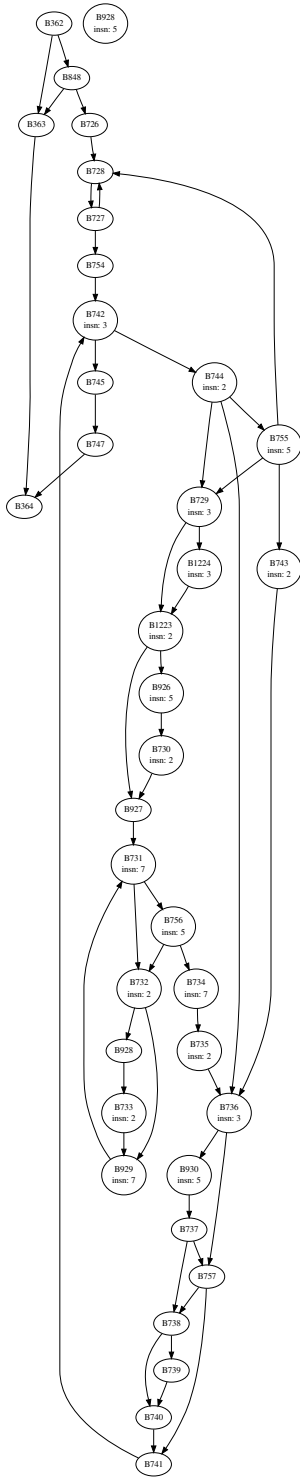 B362
B928
insn: 5
B848
B363
B726
B728
B727
B754
B742
insn: 3
B745
B744
insn: 2
B747
B755
insn: 5
B364
B729
insn: 3
B1224
insn: 3
B743
insn: 2
B1223
insn: 2
B926
insn: 5
B730
insn: 2
B927
B731
insn: 7
B756
insn: 5
B732
insn: 2
B734
insn: 7
B928
B735
insn: 2
B733
insn: 2
B736
insn: 3
B929
insn: 7
B930
insn: 5
B737
B757
B738
B739
B740
B741